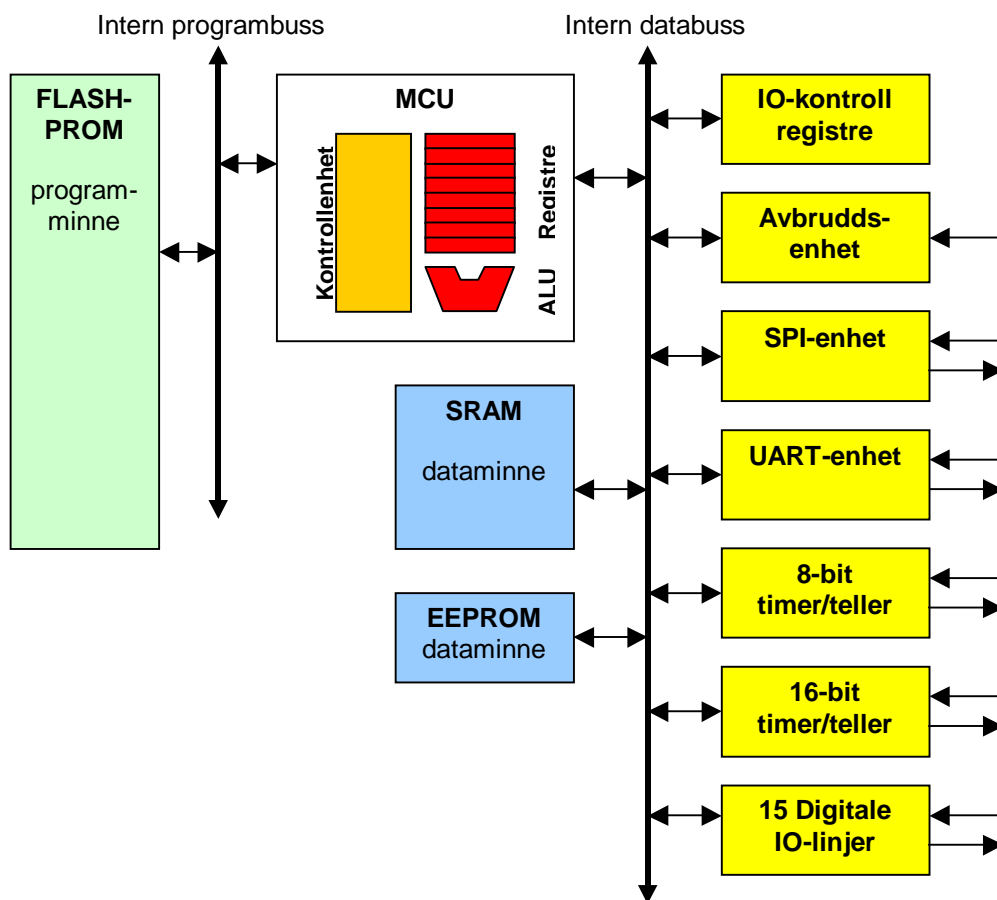 Intern programbuss
Intern databuss
FLASH-
PROM
program-
minne
MCU
Kontrollenhet
Registre
ALU
SRAM
dataminne
EEPROM
dataminne
IO-kontroll
registre
Avbrudds-
enhet
SPI-enhet
UART-enhet
8-bit
timer/teller
16-bit
timer/teller
15 Digitale
IO-linjer